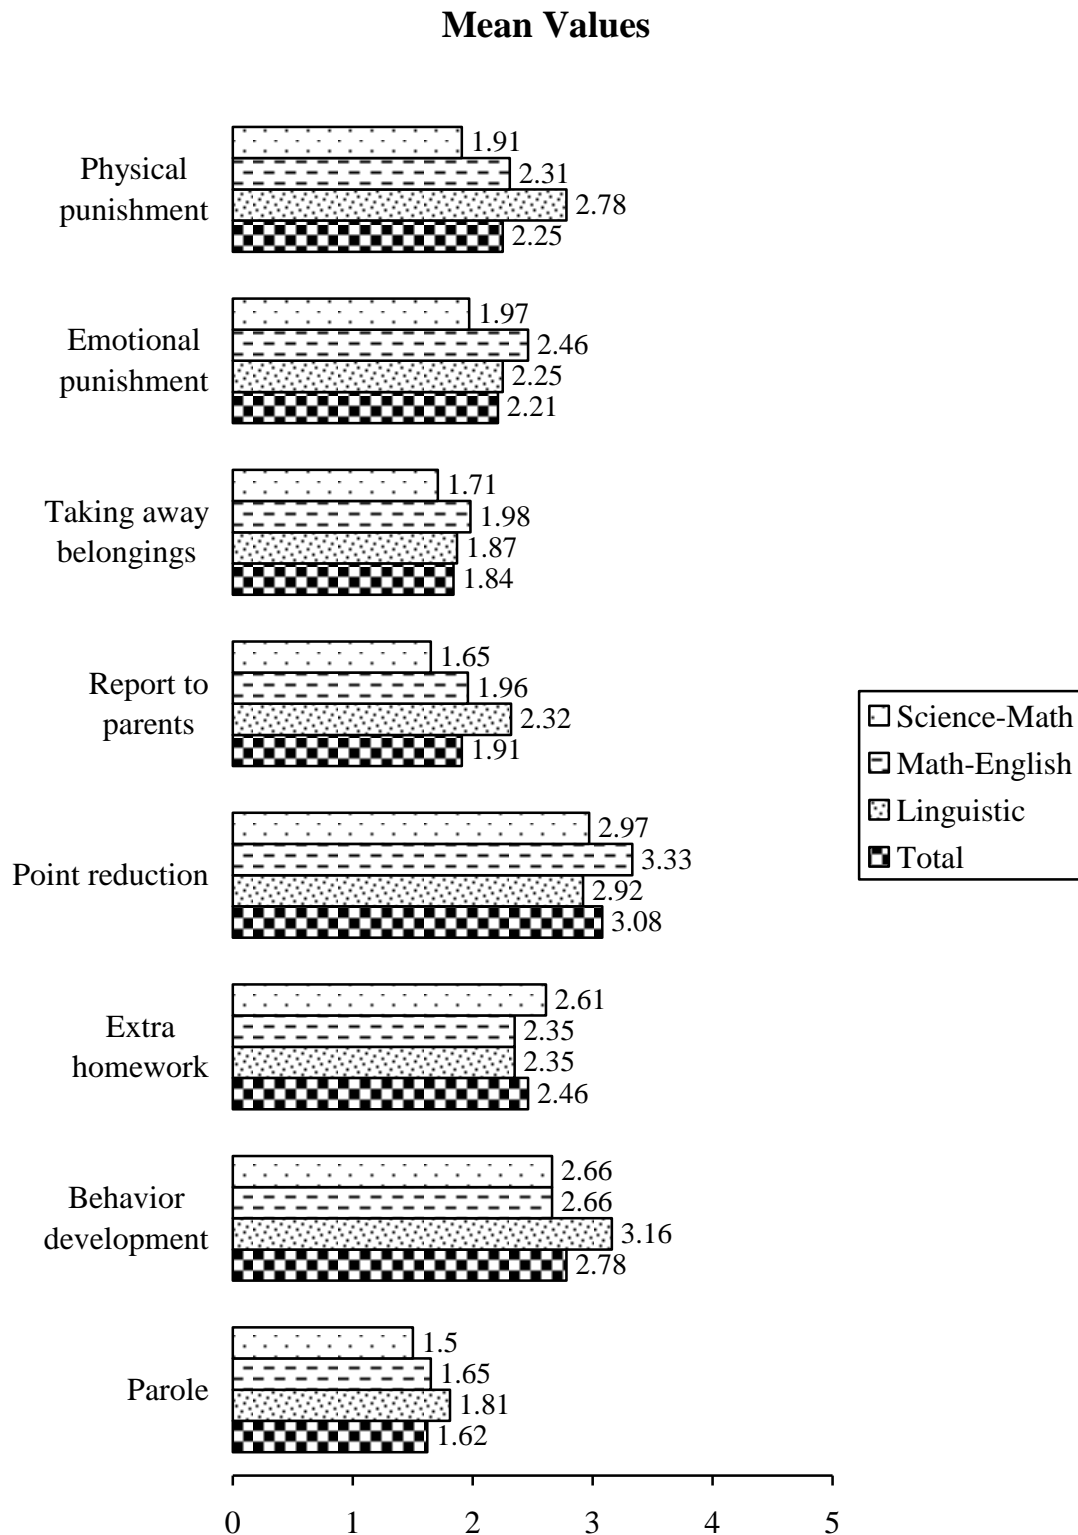 Mean Values
Physical
punishment
1.91
2.31
2.78
2.25
Emotional
punishment
1.97
2.46
2.25
2.21
Taking away
belongings
1.71
1.98
1.87
1.84
Report to
parents
1.65
1.96
2.32
1.91
Point reduction
2.97
3.33
2.92
3.08
Extra
homework
2.61
2.35
2.35
2.46
Behavior
development
2.66
2.66
3.16
2.78
Parole
1.5
1.65
1.81
1.62
0 1 2 3 4 5
Science-Math
Math-English
Linguistic
Total